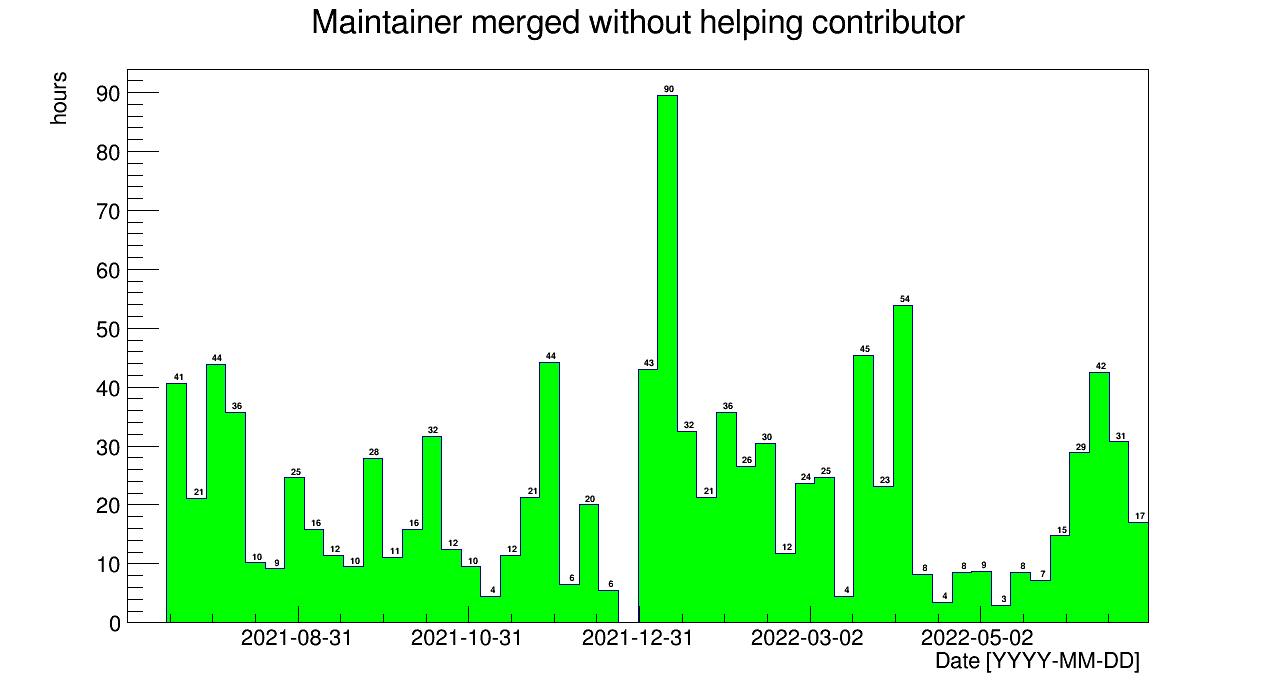 Maintainer merged without helping contributor
hours
90
80
70
60
50
40
30
20
10
0
41 21 44 36 10 9 25 16 12 10 28 11 16 32 12 10 4 12 21 44 6 20 6 43 90 32 21 36 26 30 12 24 25 4 45 23 54 8 4 8 9 3 8 7 15 29 42 31 17
2021-08-31 2021-10-31 2021-12-31 2022-03-02 2022-05-02
Date [YYYY-MM-DD]